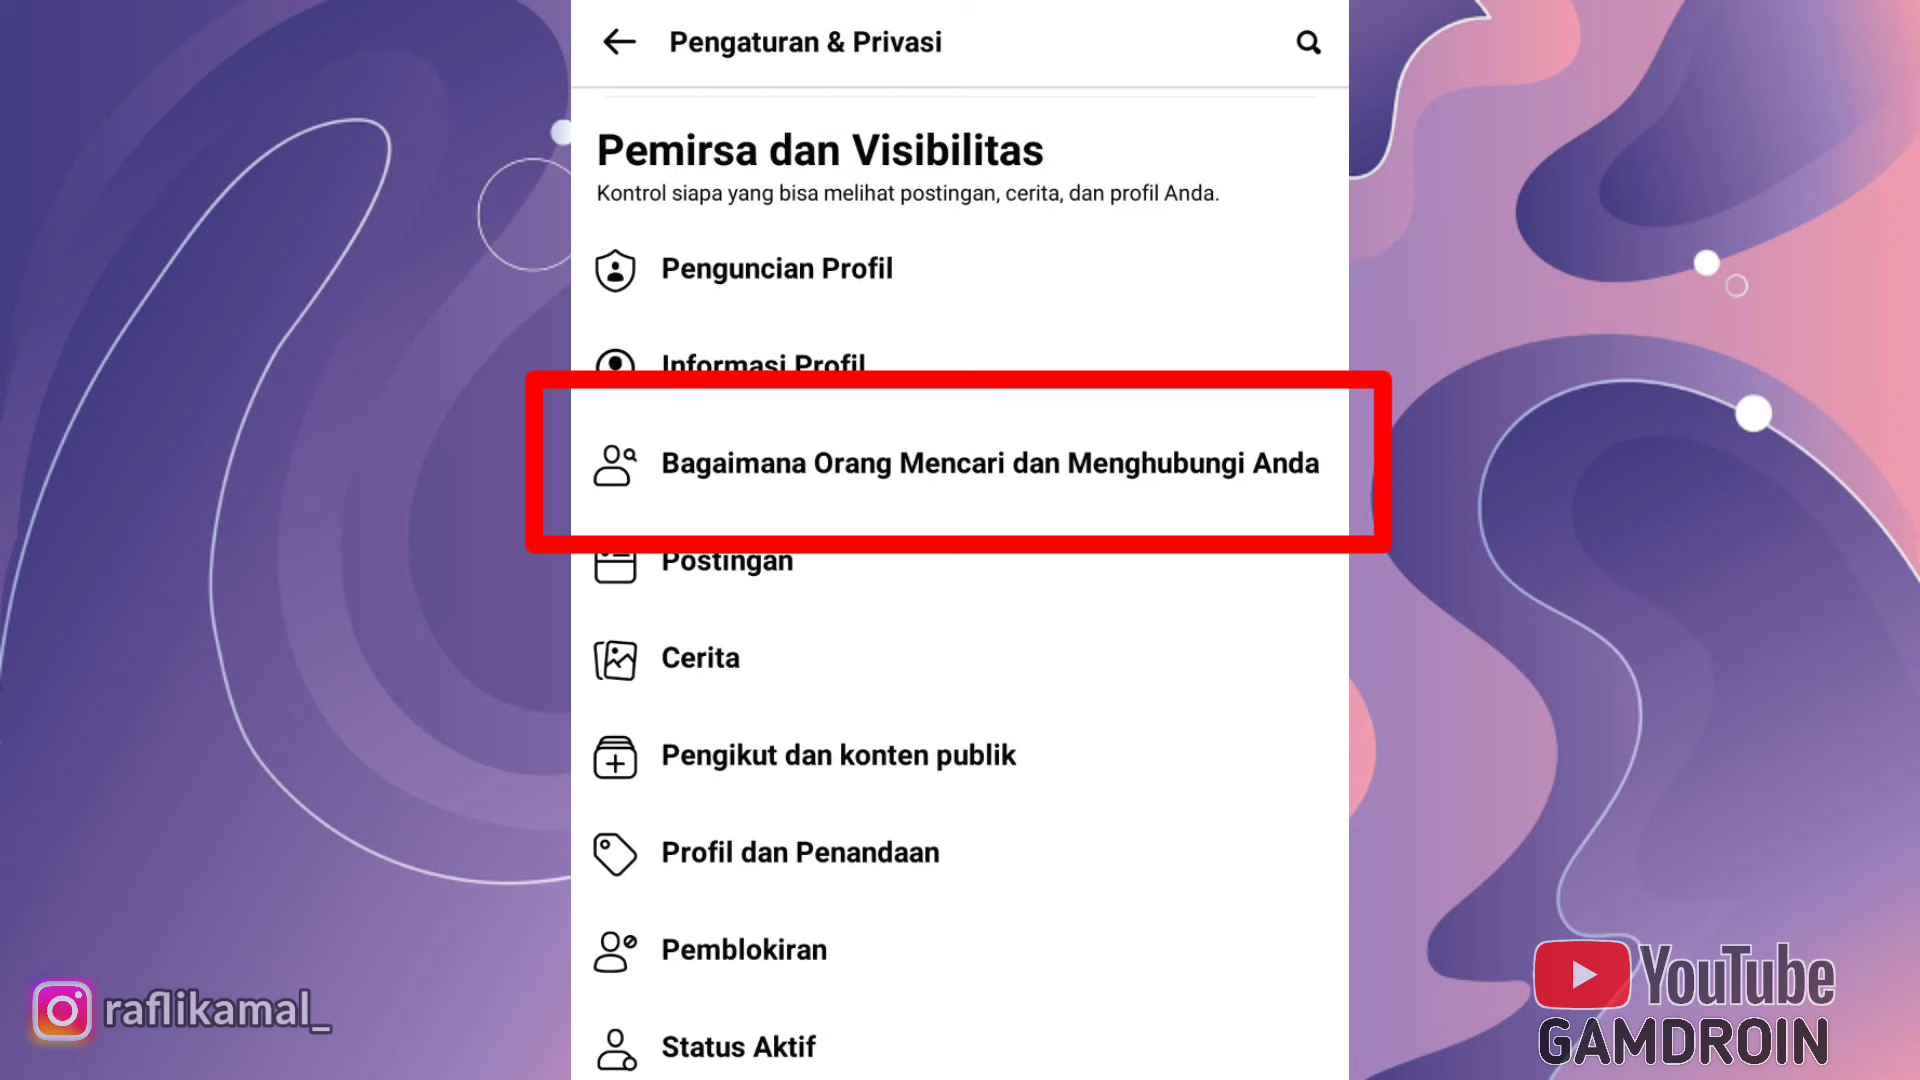 Pengaturan & Privasi
Pemirsa dan Visibilitas
Kontrol siapa yang bisa melihat postingan, cerita, dan profil Anda.
Penguncian Profil
Informasi Profil
Bagaimana Orang Mencari dan Menghubungi Anda
Postingan
Cerita
Pengikut dan konten publik
Profil dan Penandaan
Pemblokiran
Status Aktif
raflikamal_
YouTube
GAMDROIN